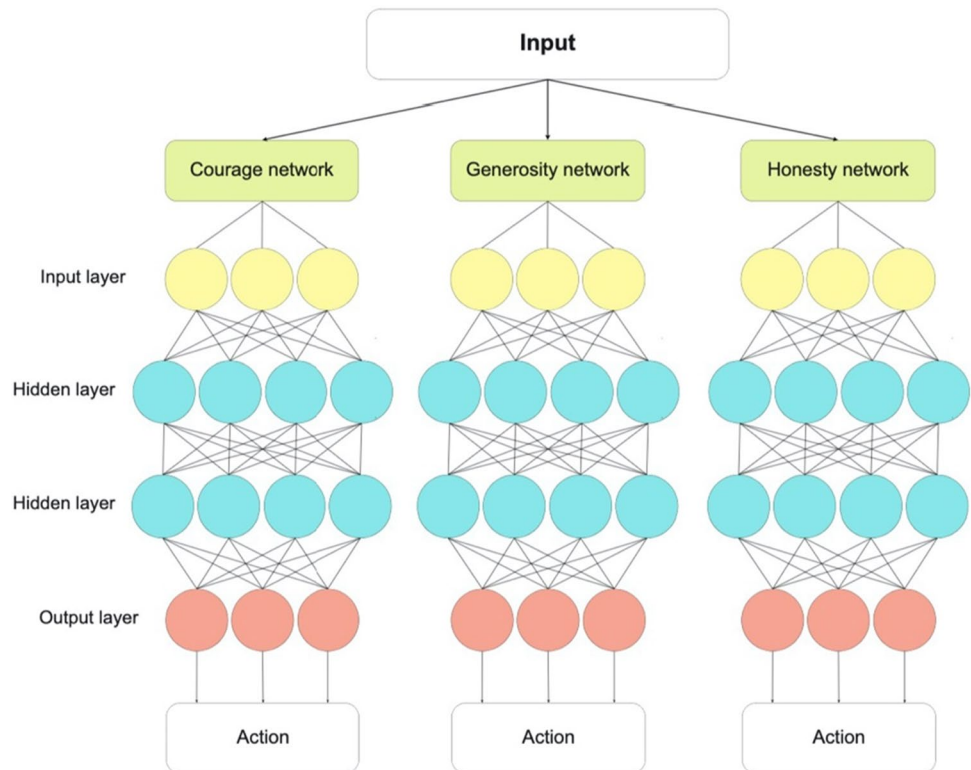 Input
Courage network
Generosity network
Honesty network
Input layer
Hidden layer
Hidden layer
Output layer
Action
Action
Action